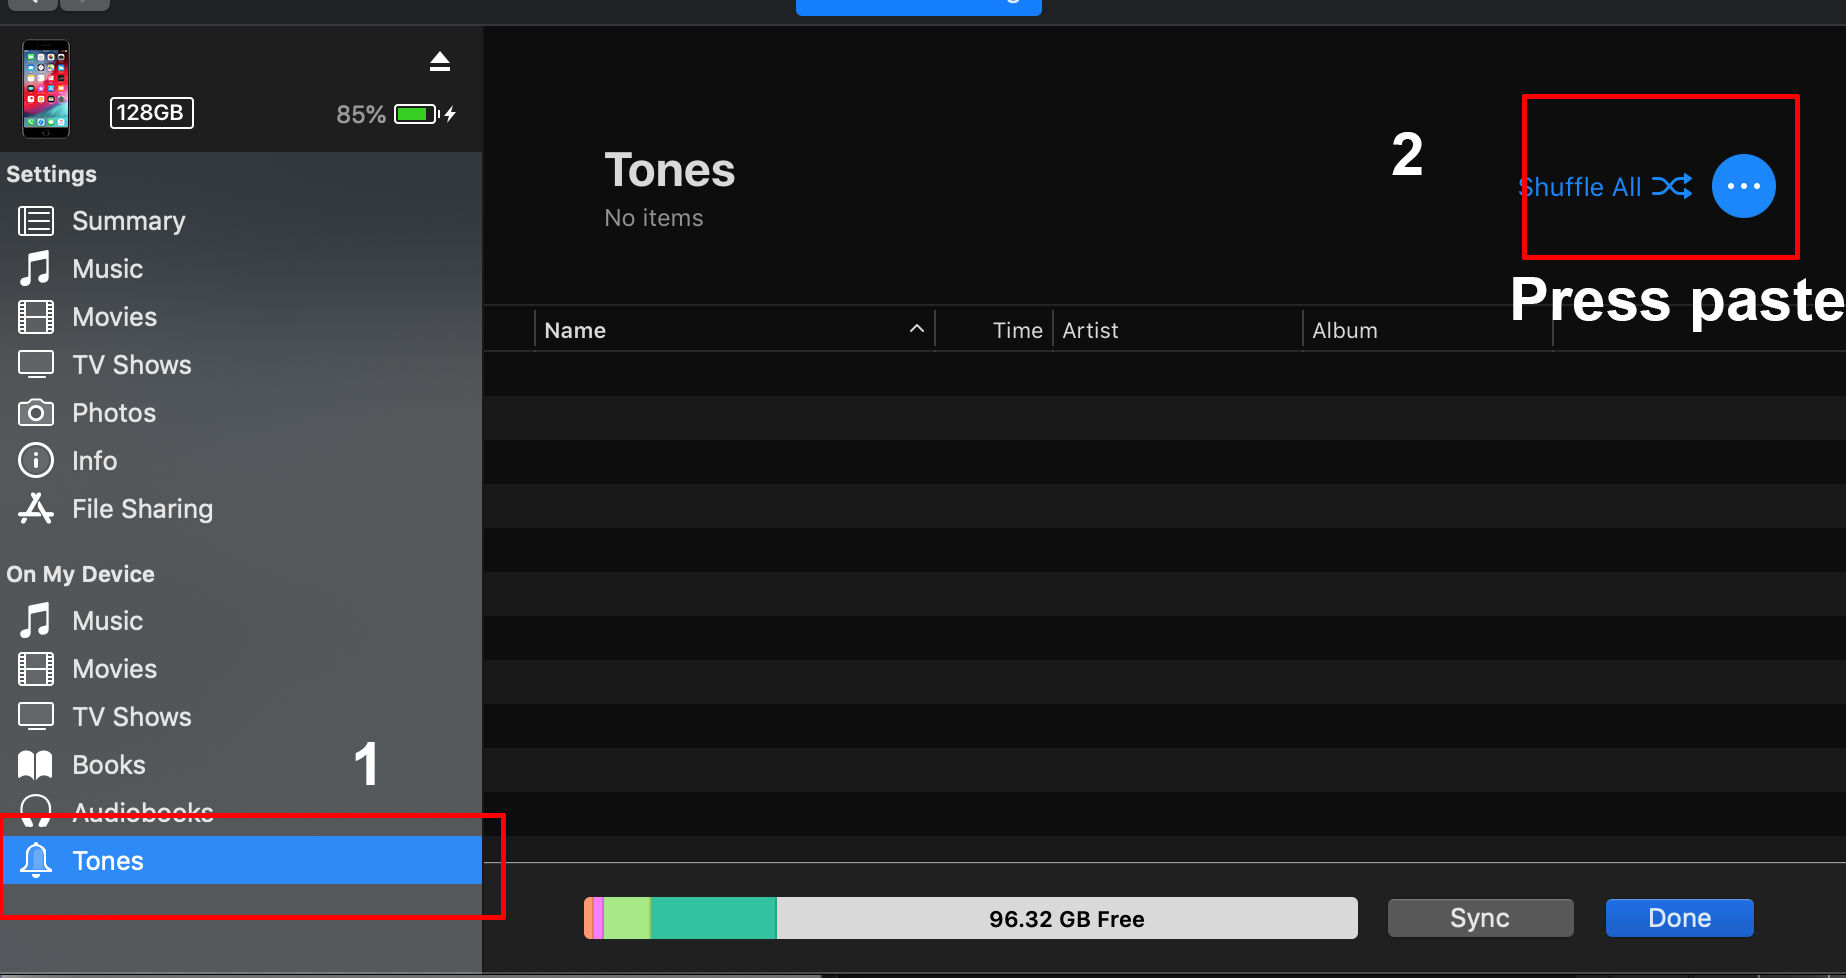 128GB
85%
Settings
Summary
Music
Movies
TV Shows
Photos
Info
File Sharing
On My Device
Music
Movies
TV Shows
Books
1
Audiobooks
Tones
Tones
No items
2
Shuffle All
Press paste
Name
Time
Artist
Album
96.32 GB Free
Sync
Done